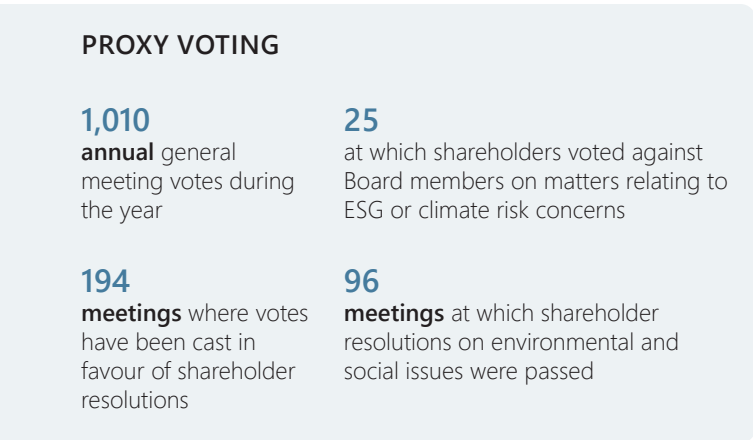 PROXY VOTING
1,010
annual general
meeting votes during
the year
25
at which shareholders voted against
Board members on matters relating to
ESG or climate risk concerns
194
meetings where votes
have been cast in
favour of shareholder
resolutions
96
meetings at which shareholder
resolutions on environmental and
social issues were passed